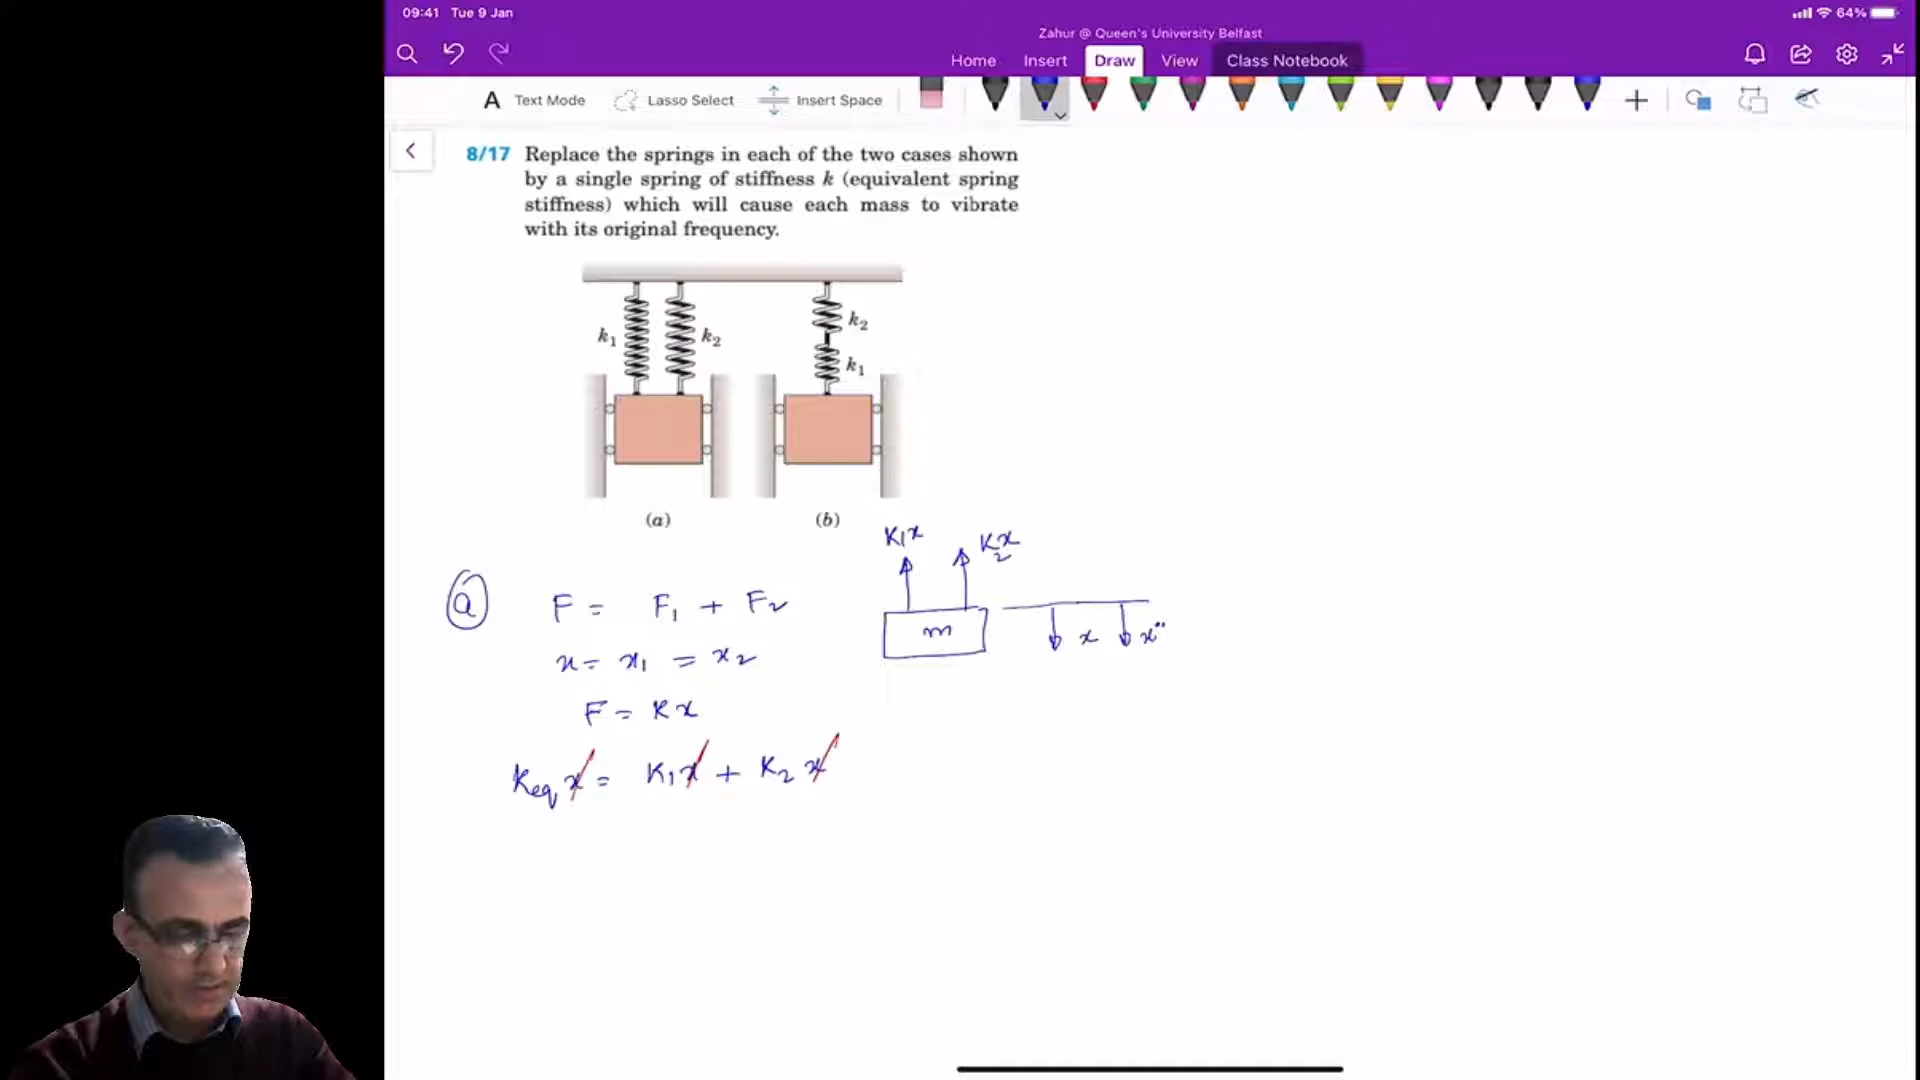 09:41 Tue 9 Jan
64%
Zahur @ Queen's University Belfast
Home Insert Draw View Class Notebook
A Text Mode Lasso Select Insert Space
8/17 Replace the springs in each of the two cases shown
by a single spring of stiffness k (equivalent spring
stiffness) which will cause each mass to vibrate
with its original frequency.
k₁ k₂
k₂
k₁
(a) (b)
K₁x K₂x
m
x ẍ
a
F = F₁ + F₂
x = x₁ = x₂
F = Kx
Keq x = K₁x + K₂x